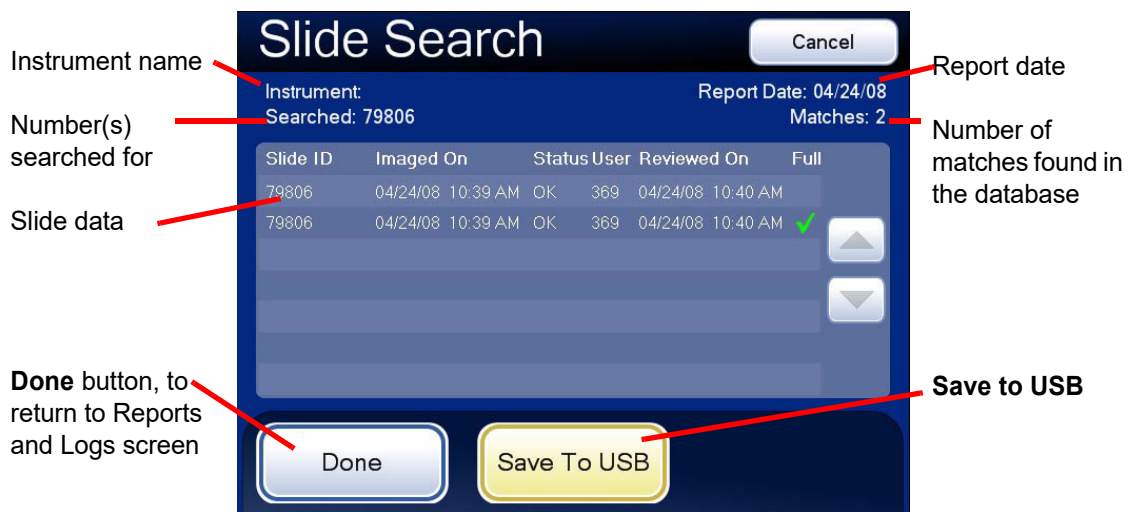 Slide Search
Cancel
Instrument name
Report date
Instrument:
Report Date: 04/24/08
Number(s)
searched for
Searched: 79806
Matches: 2
Number of
matches found in
the database
Slide ID Imaged On Status User Reviewed On Full
79806 04/24/08 10:39 AM OK 369 04/24/08 10:40 AM
Slide data
79806 04/24/08 10:39 AM OK 369 04/24/08 10:40 AM ✓
Done button, to
return to Reports
and Logs screen
Save to USB
Done
Save To USB